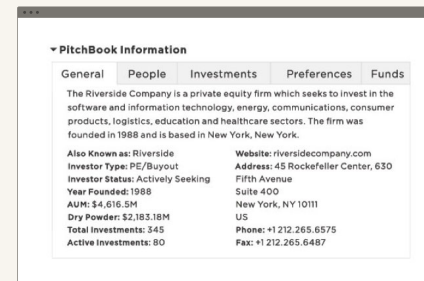 PitchBook Information
General People Investments Preferences Funds
The Riverside Company is a private equity firm which seeks to invest in the
software and information technology, energy, communications, consumer
products, logistics, education and healthcare sectors. The firm was
founded in 1988 and is based in New York, New York.
Also Known as: Riverside
Investor Type: PE/Buyout
Investor Status: Actively Seeking
Year Founded: 1988
AUM: $4,616.5M
Dry Powder: $2,183.18M
Total Investments: 345
Active Investments: 80
Website: riversidecompany.com
Address: 45 Rockefeller Center, 630
Fifth Avenue
Suite 400
New York, NY 10111
US
Phone: +1 212.265.6575
Fax: +1 212.265.6487